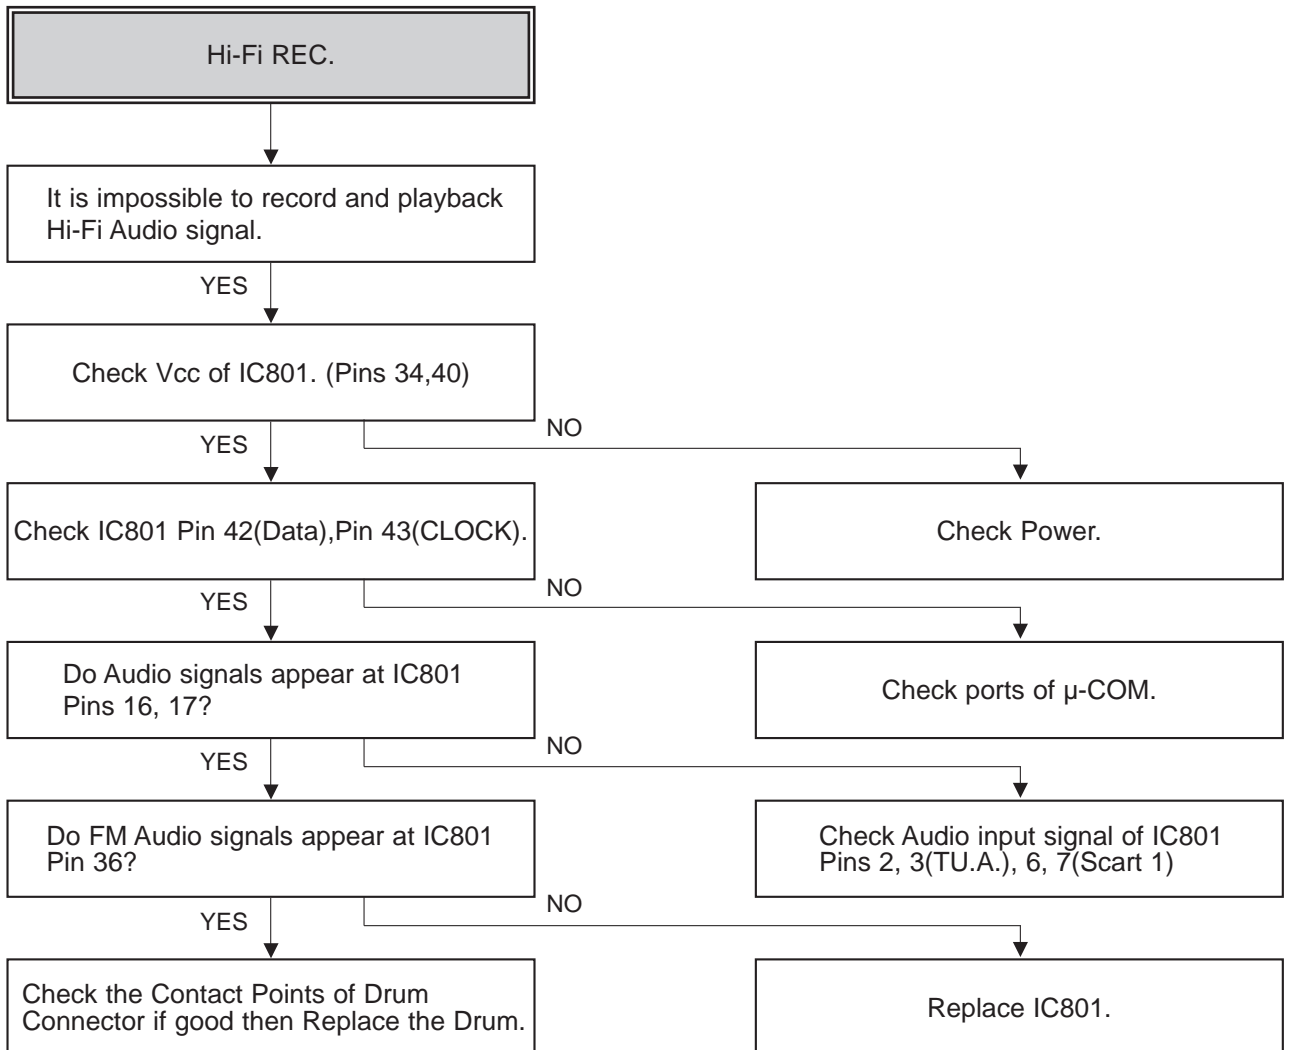 Hi-Fi REC.
It is impossible to record and playback
Hi-Fi Audio signal.
YES
Check Vcc of IC801. (Pins 34,40)
NO
YES
Check IC801 Pin 42(Data),Pin 43(CLOCK).
Check Power.
NO
YES
Do Audio signals appear at IC801
Pins 16, 17?
Check ports of µ-COM.
NO
YES
Do FM Audio signals appear at IC801
Pin 36?
Check Audio input signal of IC801
Pins 2, 3(TU.A.), 6, 7(Scart 1)
NO
YES
Check the Contact Points of Drum
Connector if good then Replace the Drum.
Replace IC801.